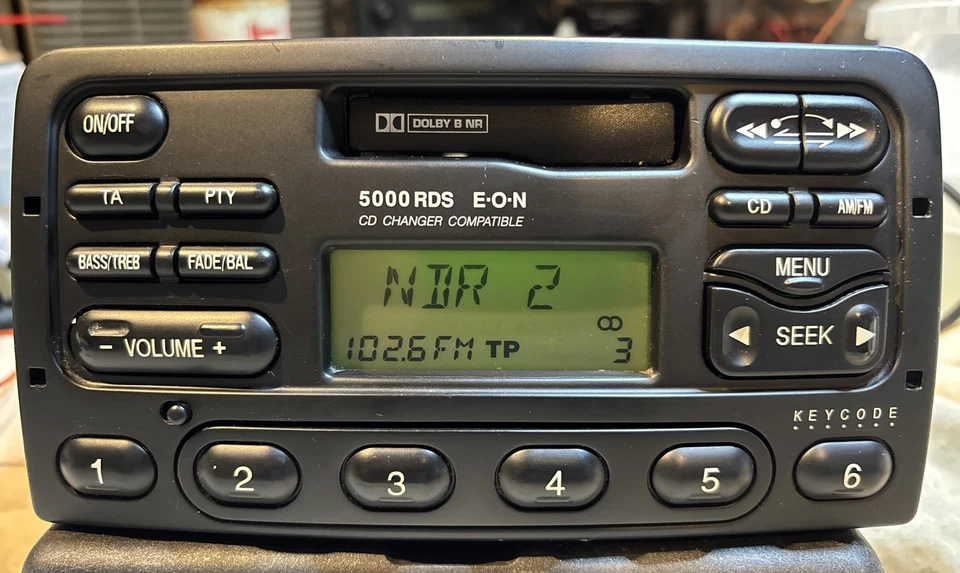 ON/OFF
DOLBY B NR
TA PTY
5000 RDS E·O·N
CD AM/FM
CD CHANGER COMPATIBLE
BASS/TREB FADE/BAL
MENU
NDR 2
- VOLUME +
SEEK
102.6 FM TP 3
KEYCODE
1 2 3 4 5 6